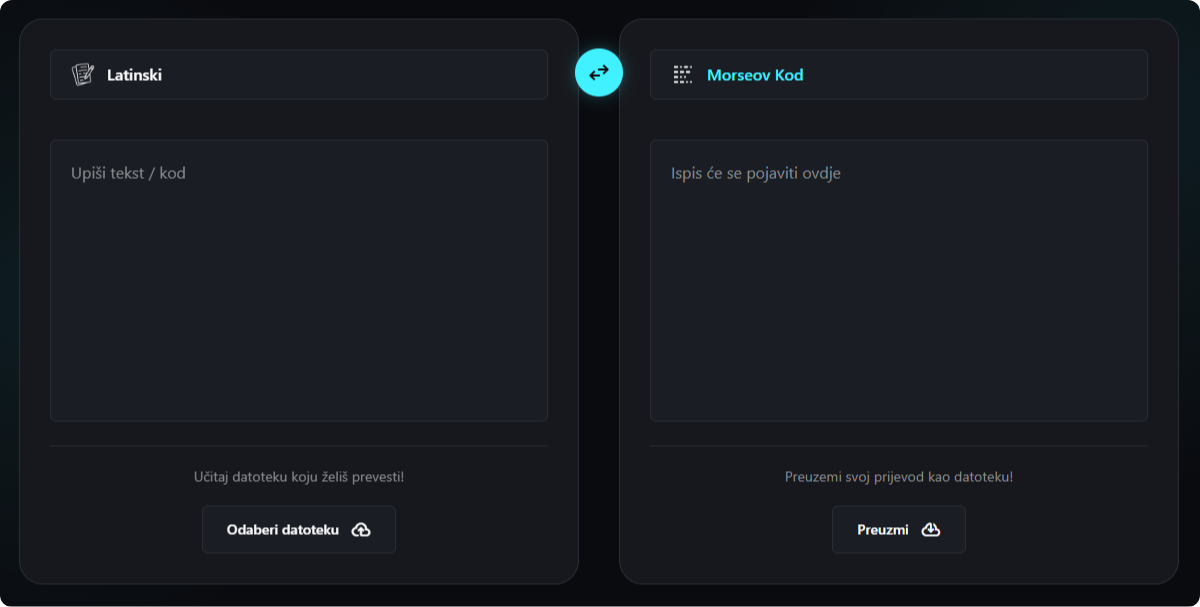 Latinski
Upiši tekst / kod
Učitaj datoteku koju želiš prevesti!
Odaberi datoteku
Morseov Kod
Ispis će se pojaviti ovdje
Preuzemi svoj prijevod kao datoteku!
Preuzmi